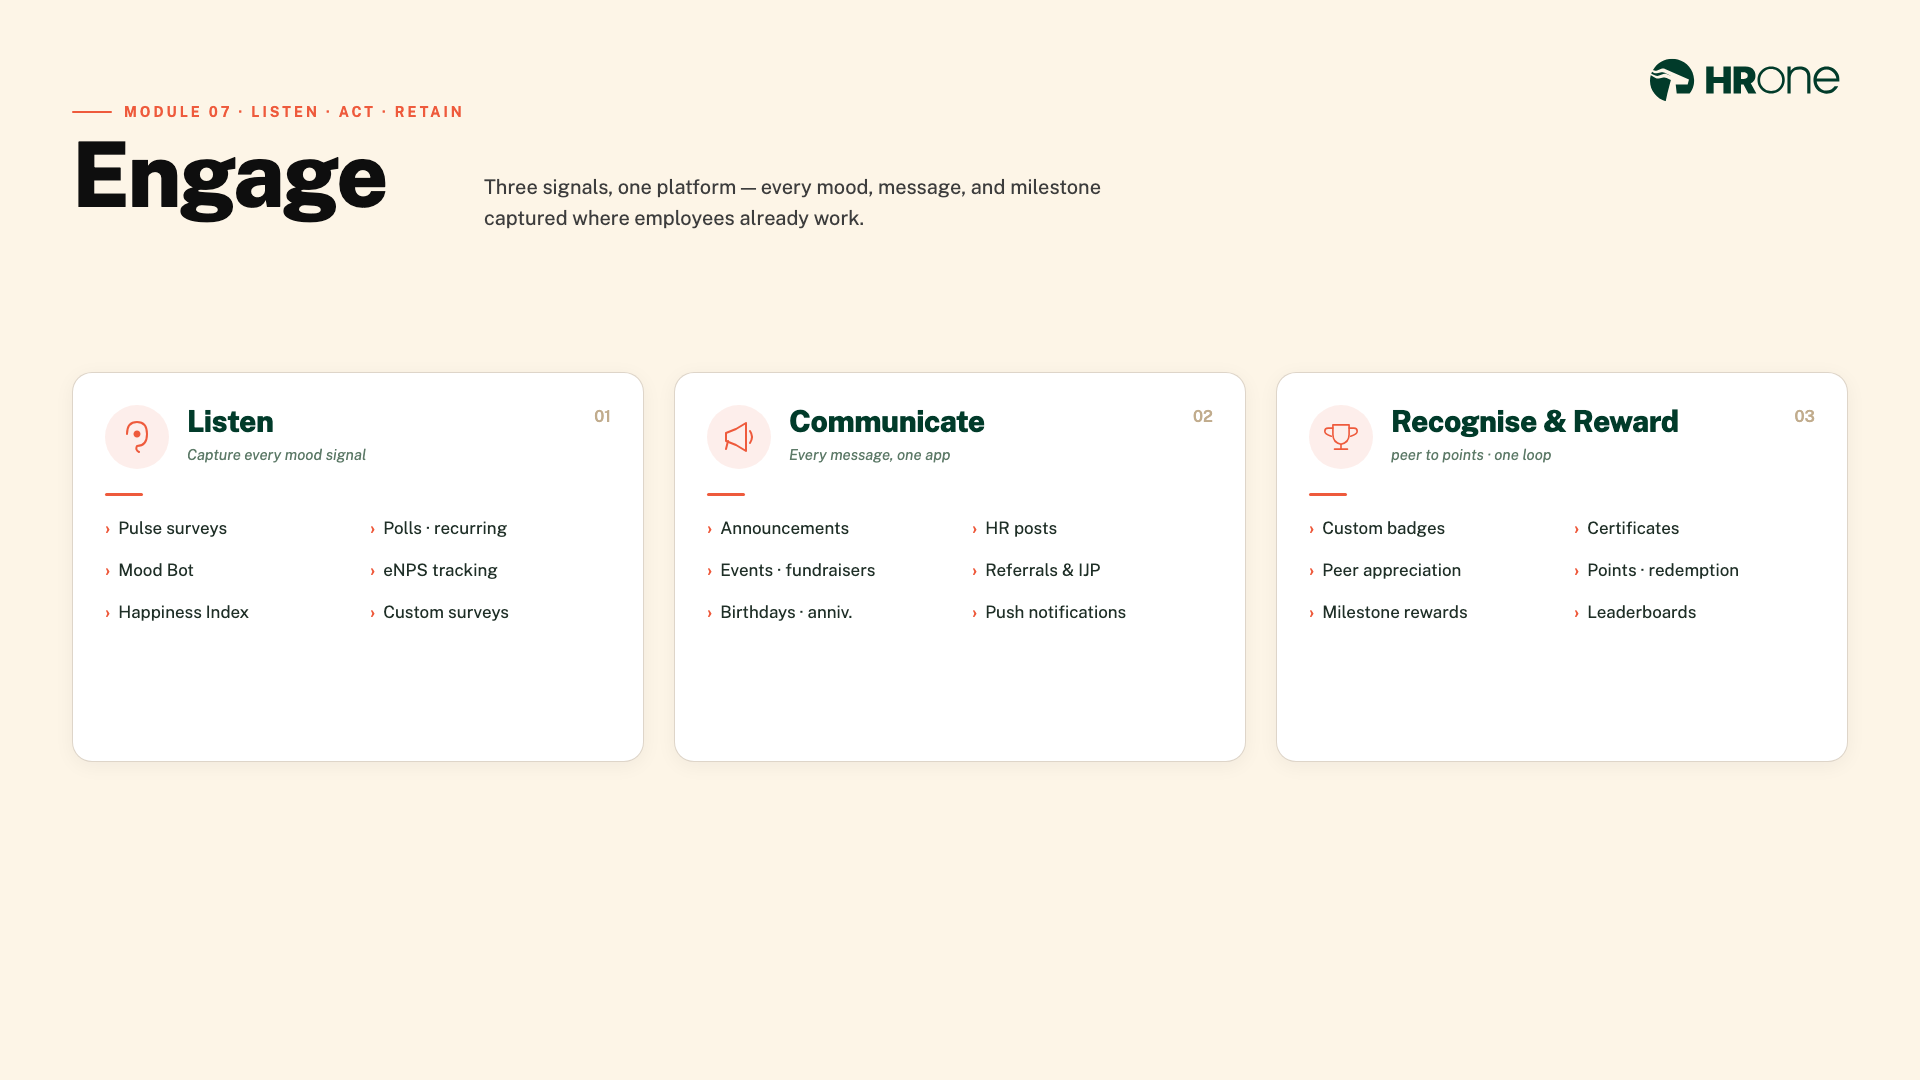 HRone
MODULE 07 · LISTEN · ACT · RETAIN
Engage
Three signals, one platform — every mood, message, and milestone
captured where employees already work.
Listen
01
Capture every mood signal
› Pulse surveys
› Polls · recurring
› Mood Bot
› eNPS tracking
› Happiness Index
› Custom surveys
Communicate
02
Every message, one app
› Announcements
› HR posts
› Events · fundraisers
› Referrals & IJP
› Birthdays · anniv.
› Push notifications
Recognise & Reward
03
peer to points · one loop
› Custom badges
› Certificates
› Peer appreciation
› Points · redemption
› Milestone rewards
› Leaderboards